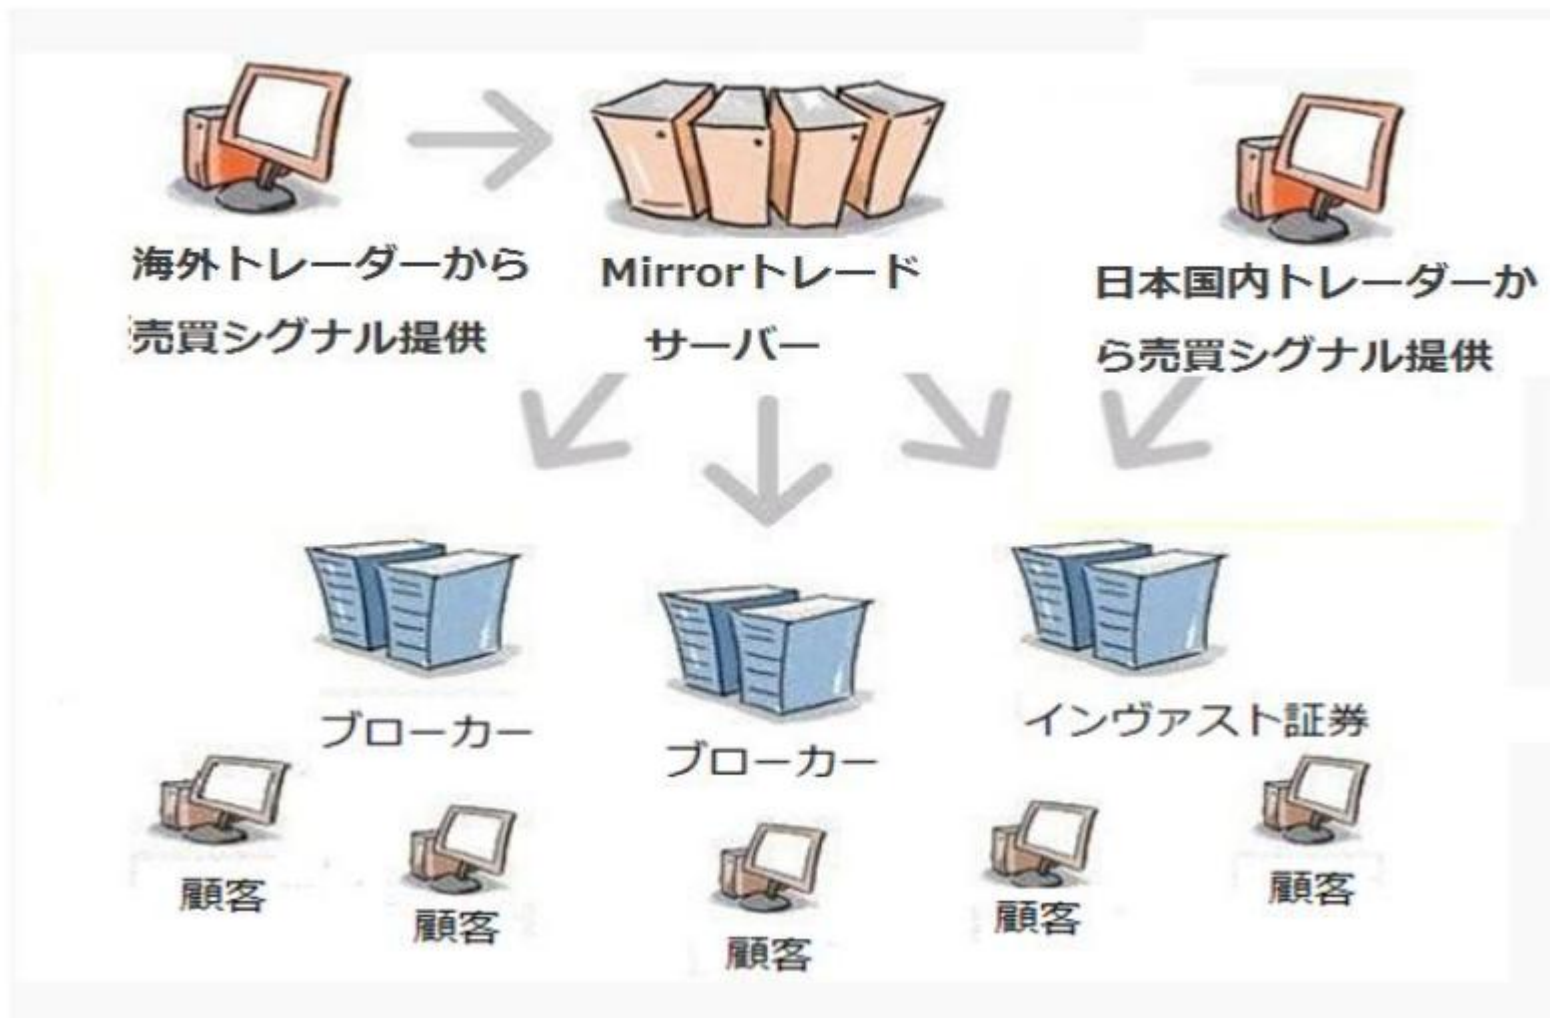 海外トレーダーから
売買シグナル提供
Mirrorトレード
サーバー
日本国内トレーダーか
ら売買シグナル提供
ブローカー
ブローカー
インヴァスト証券
顧客
顧客
顧客
顧客
顧客